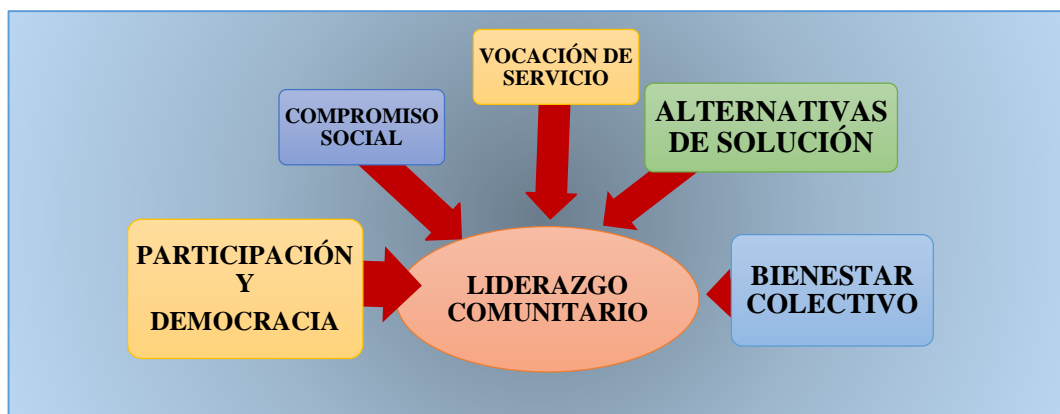 VOCACIÓN DE
SERVICIO
COMPROMISO
SOCIAL
ALTERNATIVAS
DE SOLUCIÓN
PARTICIPACIÓN
Y
DEMOCRACIA
LIDERAZGO
COMUNITARIO
BIENESTAR
COLECTIVO